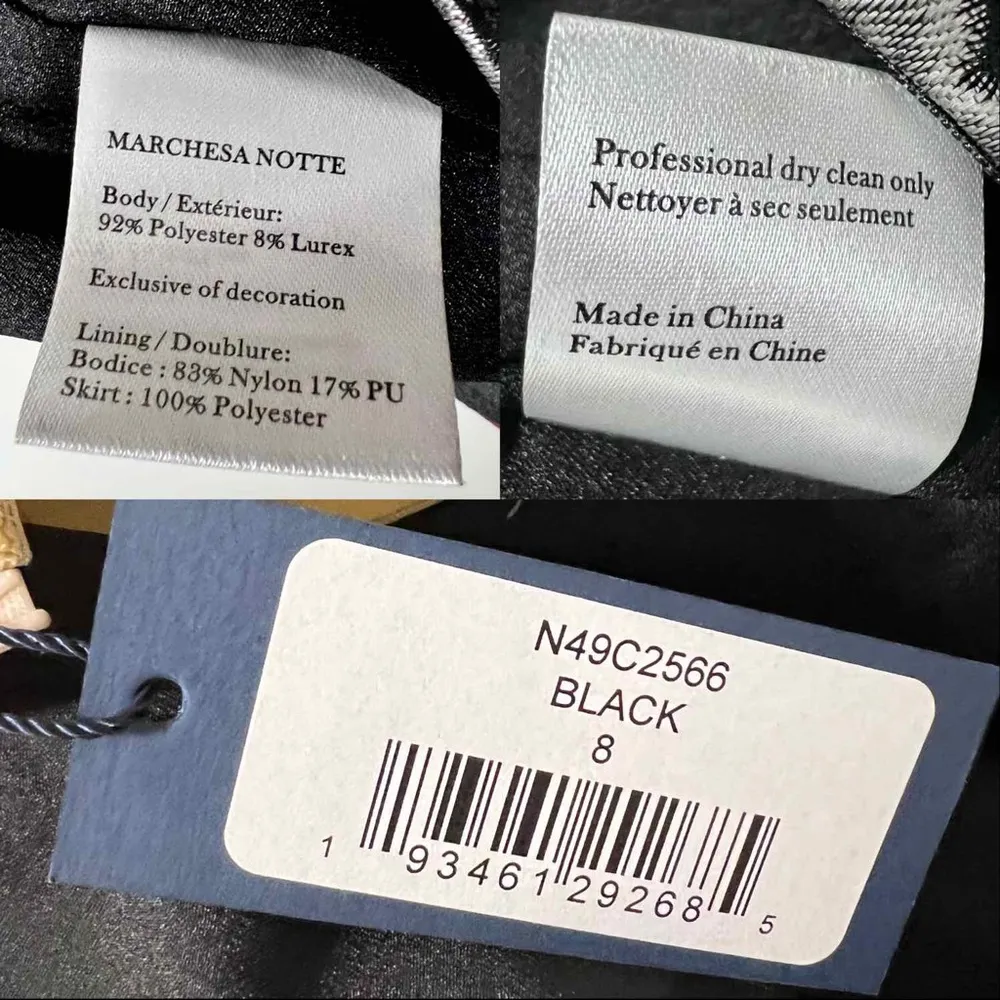 MARCHESA NOTTE
Body / Extérieur:
92% Polyester 8% Lurex
Exclusive of decoration
Lining / Doublure:
Bodice : 83% Nylon 17% PU
Skirt : 100% Polyester
Professional dry clean only
Nettoyer à sec seulement
Made in China
Fabriqué en Chine
N49C2566
BLACK
8
1 93461 29268 5